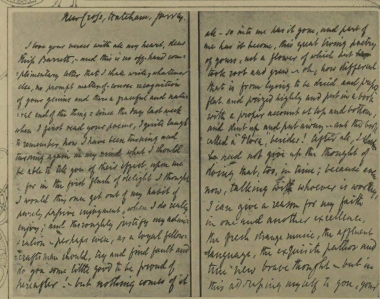 New Cross, Hatcham, Surrey.
I love your verses with all my heart, dear
Miss Barrett,—and this is no off-hand com-
plimentary letter that I shall write,—whatever
else, no prompt matter-of-course recognition
of your genius and there a graceful and natu-
ral end of the thing: since the day last week
when I first read your poems, I quite laugh
to remember how I have been turning and
turning again in my mind what I should
be able to tell you of their effect upon me
for in the first flush of delight I thought
I would this once get out of my habit of
purely passive enjoyment, when I do really
enjoy, and thoroughly justify my admi-
ration—perhaps even, as a loyal fellow
craftsman should, try and find fault and
do you some little good to be proud of
hereafter!—but nothing comes of it
all—so into me has it gone, and part of
me has it become, this great living poetry
of yours, not a flower of which but
took root and grew—oh, how different
that is from lying to be dried and pressed
flat and prized highly and put in a book
with a proper account at top and bottom,
and shut up and put away.. and the book
called a 'Flora', besides! After all, I
need not give up the thought of
doing that, too, in time; because even
now, talking with whoever is worthy,
I can give a reason for my faith
in one and another excellence,
the fresh strange music, the affluent
language, the exquisite pathos and
true new brave thought—but in
this addressing myself to you, your